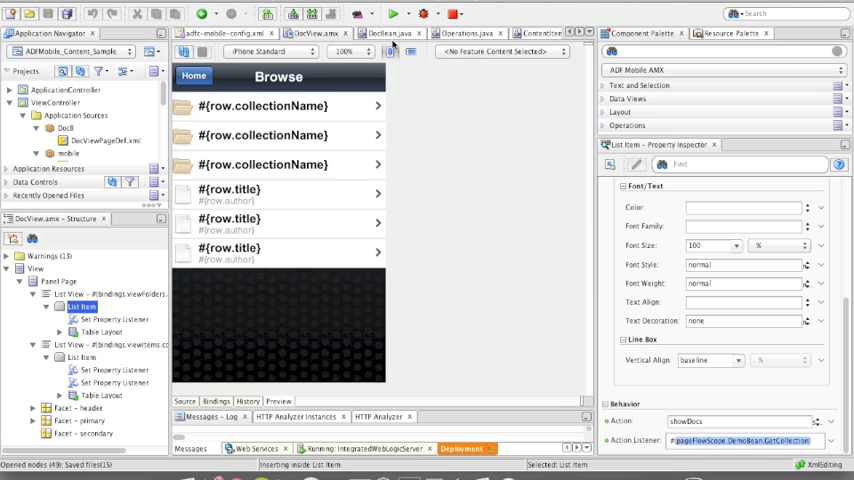 Search
Application Navigator
adfc-mobile-config.xml
DocView.amx
DocBean.java
Operations.java
ContentIten
Component Palette
Resource Palette
ADFMobile_Content_Sample
iPhone Standard
100%
<No Feature Content Selected>
Projects
ApplicationController
ViewController
Application Sources
DocB
DocViewPageDef.xml
mobile
Application Resources
Data Controls
Recently Opened Files
DocView.amx - Structure
Warnings (13)
View
Panel Page
List View - #{bindings.viewFolders.
List Item
Set Property Listener
Table Layout
List View - #{bindings.viewItems.co
List Item
Set Property Listener
Set Property Listener
Table Layout
Facet - header
Facet - primary
Facet - secondary
Home
Browse
#{row.collectionName}
#{row.collectionName}
#{row.collectionName}
#{row.title}
#{row.author}
#{row.title}
#{row.author}
#{row.title}
#{row.author}
Source
Bindings
History
Preview
Messages - Log
HTTP Analyzer Instances
HTTP Analyzer
Messages
Web Services
Running: IntegratedWebLogicServer
Deployment
ADF Mobile AMX
Text and Selection
Data Views
Layout
Operations
List Item - Property Inspector
Find
Font/Text
Color:
Font Family:
Font Size: 100 %
Font Style: normal
Font Weight: normal
Text Align:
Text Decoration: none
Line Box
Vertical Align: baseline %
Behavior
Action: showDocs
Action Listener: #{pageFlowScope.DemoBean.GetCollection
Opened nodes (49); Saved files(15)
Inserting inside List Item
Selected: List Item
XmlEditing